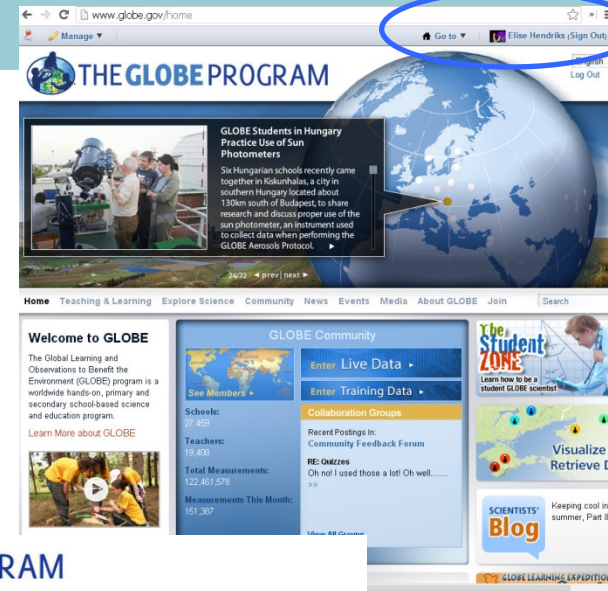 www.globe.gov/home
Manage ▼
Go to ▼ Elise Hendriks (Sign Out)
English
Log Out
THE GLOBE PROGRAM
GLOBE Students in Hungary
Practice Use of Sun
Photometers
Six Hungarian schools recently came
together in Kiskunhalas, a city in
southern Hungary located about
130km south of Budapest, to share
research and discuss proper use of the
sun photometer, an instrument used
to collect data when performing the
GLOBE Aerosols Protocol. ►
24/72 ◄ prev | next ►
Home Teaching & Learning Explore Science Community News Events Media About GLOBE Join Search
Welcome to GLOBE
The Global Learning and
Observations to Benefit the
Environment (GLOBE) program is a
worldwide hands-on, primary and
secondary school-based science
and education program.
Learn More about GLOBE
GLOBE Community
See Members
Enter Live Data
Enter Training Data
Schools:
27,459
Teachers:
19,408
Total Measurements:
122,461,578
Measurements This Month:
151,387
Collaboration Groups
Recent Postings In:
Community Feedback Forum
RE: Quizzes
Oh no! I used those a lot! Oh well.......
>>
View All Groups
The
Student
ZONE
Learn how to be a
student GLOBE scientist
Visualize
Retrieve D
SCIENTISTS'
Blog
Keeping cool in
summer, Part II
GLOBE LEARNING EXPEDITION
RAM